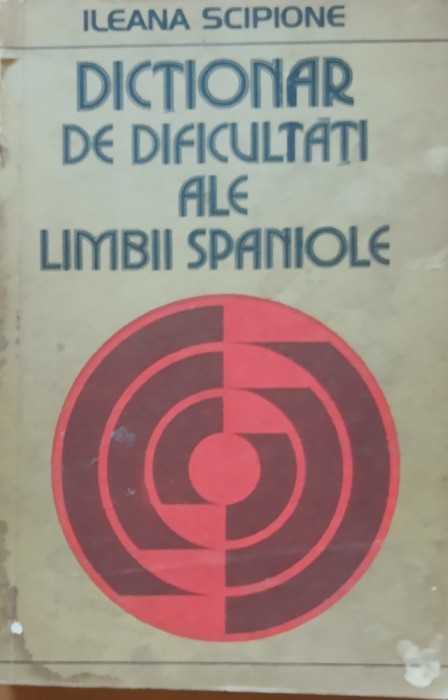 ILEANA SCIPIONE
DICȚIONAR
DE DIFICULTĂȚI
ALE
LIMBII SPANIOLE